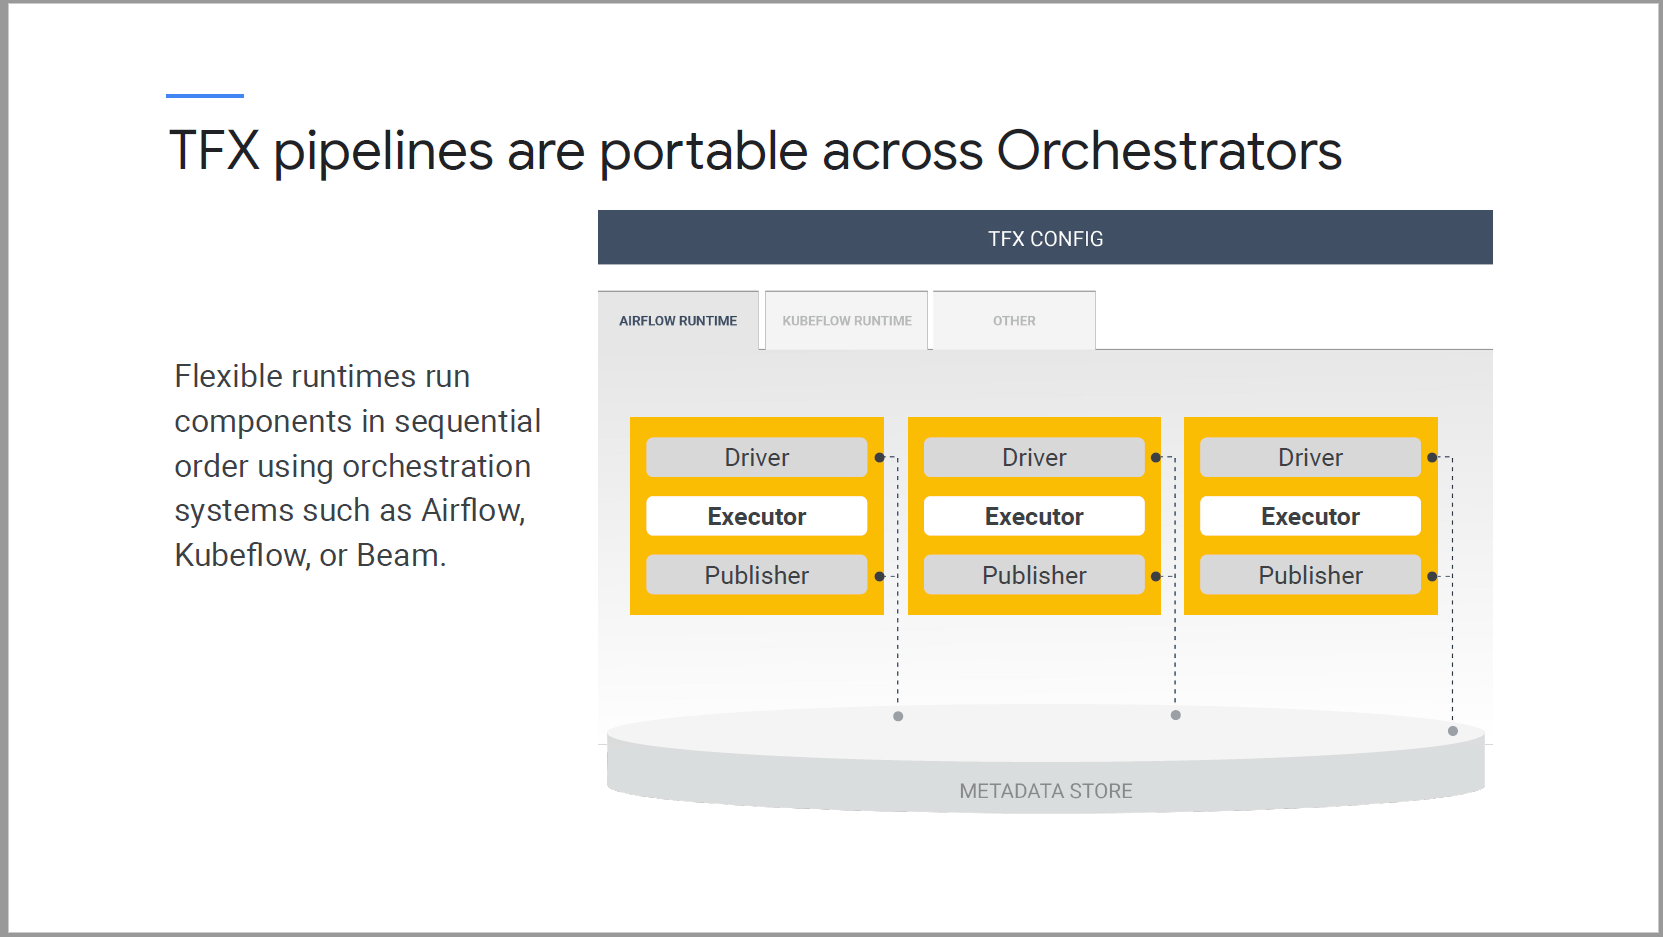 TFX pipelines are portable across Orchestrators
Flexible runtimes run
components in sequential
order using orchestration
systems such as Airflow,
Kubeflow, or Beam.
TFX CONFIG
AIRFLOW RUNTIME
KUBEFLOW RUNTIME
OTHER
Driver
Executor
Publisher
Driver
Executor
Publisher
Driver
Executor
Publisher
METADATA STORE